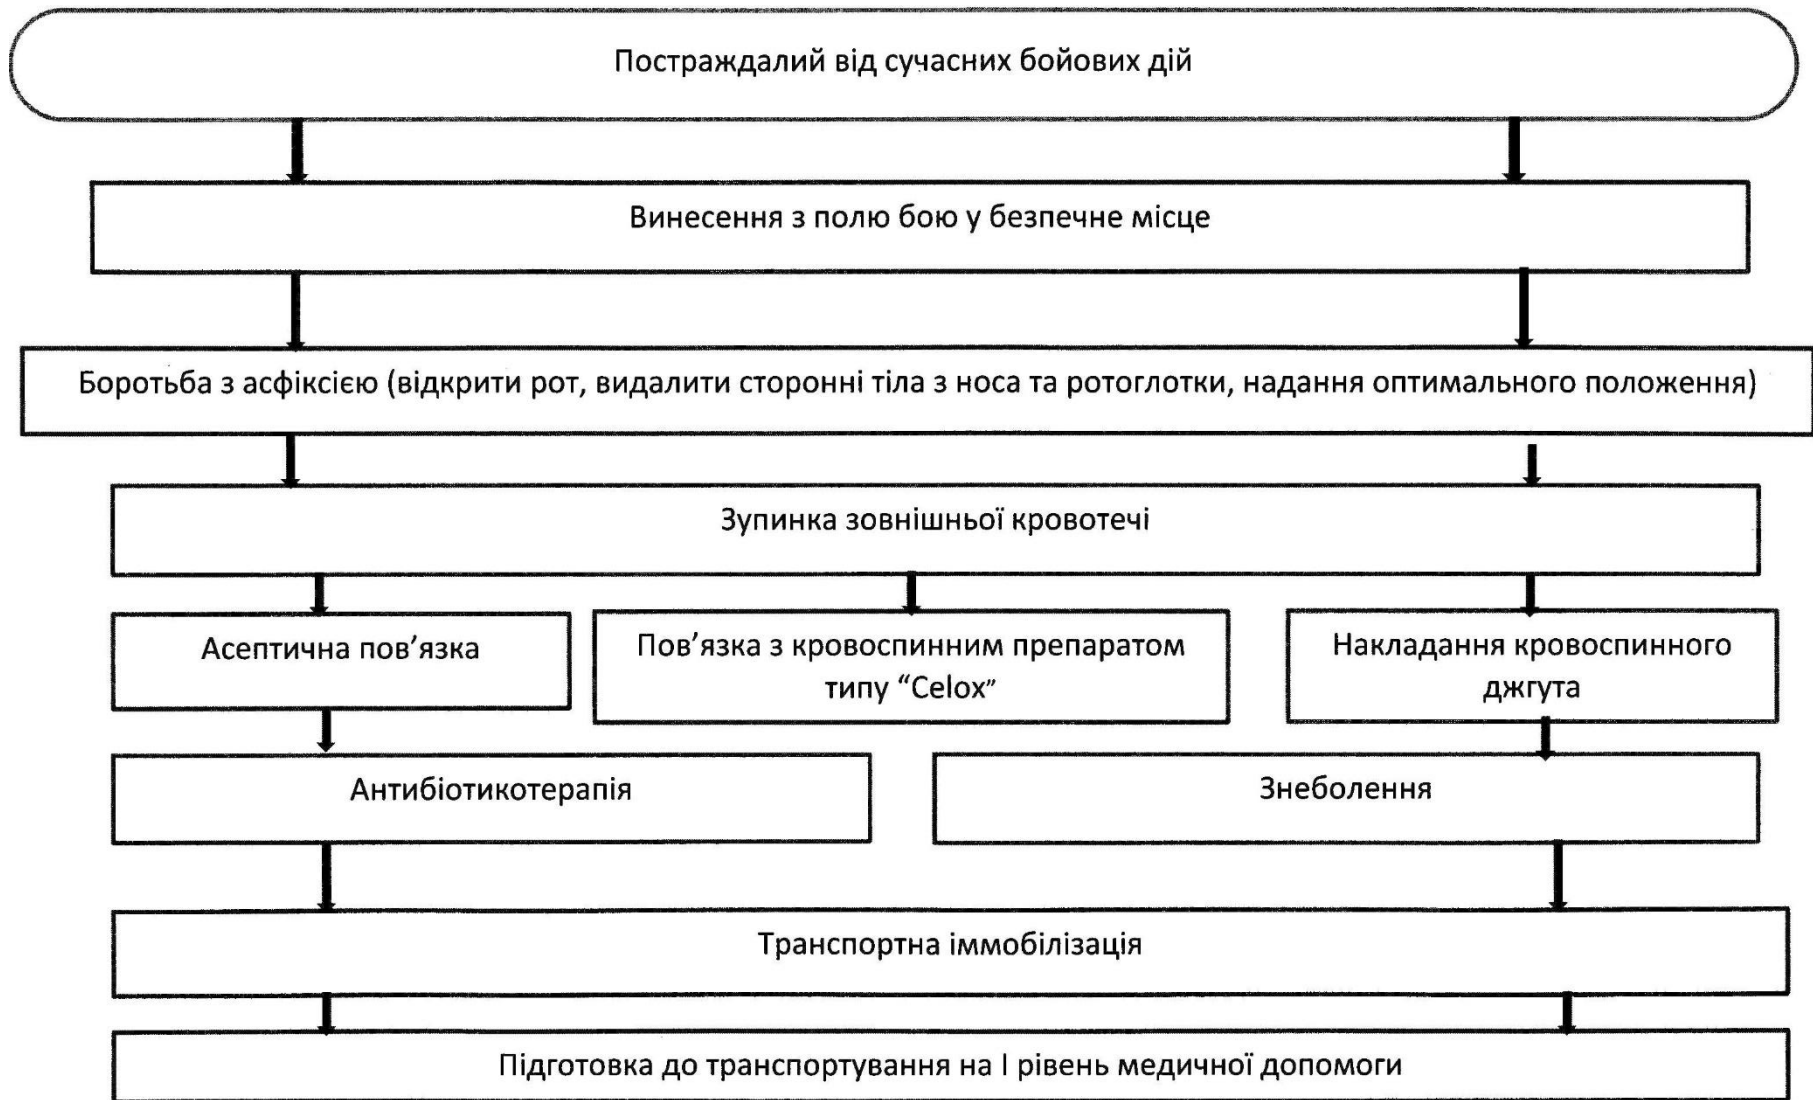 Постраждалий від сучасних бойових дій
Винесення з полю бою у безпечне місце
Боротьба з асфіксією (відкрити рот, видалити сторонні тіла з носа та ротоглотки, надання оптимального положення)
Зупинка зовнішньої кровотечі
Асептична пов’язка
Пов’язка з кровоспинним препаратом
типу “Celox”
Накладання кровоспинного
джгута
Антибіотикотерапія
Знеболення
Транспортна іммобілізація
Підготовка до транспортування на І рівень медичної допомоги